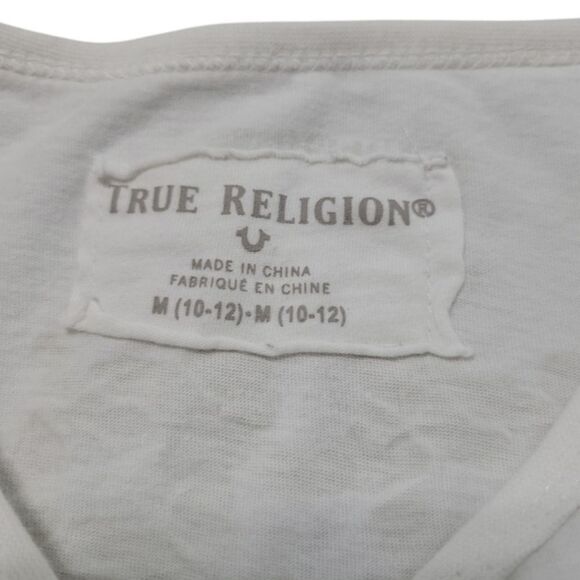 TRUE RELIGION®
MADE IN CHINA
FABRIQUÉ EN CHINE
M (10-12)-M (10-12)